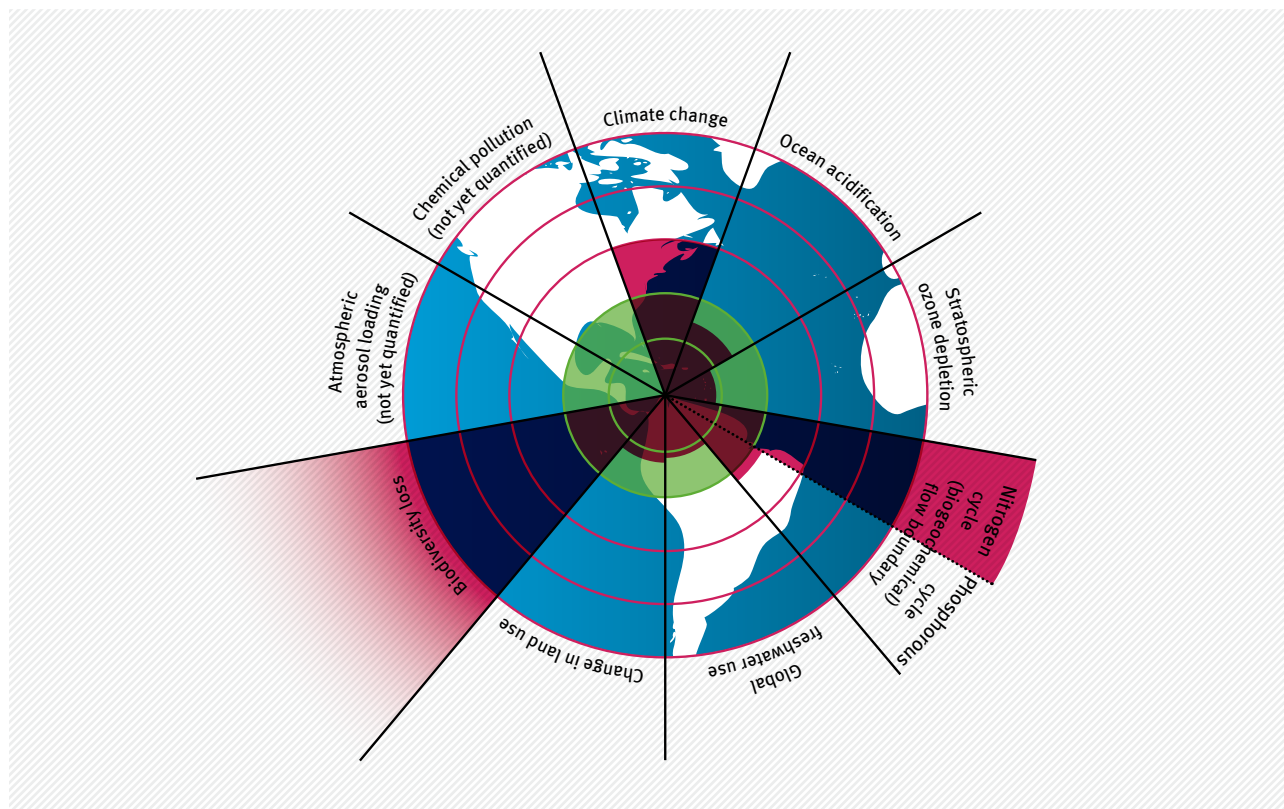 Climate change
Ocean acidification
Stratospheric
ozone depletion
Nitrogen
cycle
(biogeochemical)
flow boundary
cycle
Phosphorous
Global
freshwater use
Change in land use
Biodiversity loss
Atmospheric
aerosol loading
(not yet quantified)
Chemical pollution
(not yet quantified)